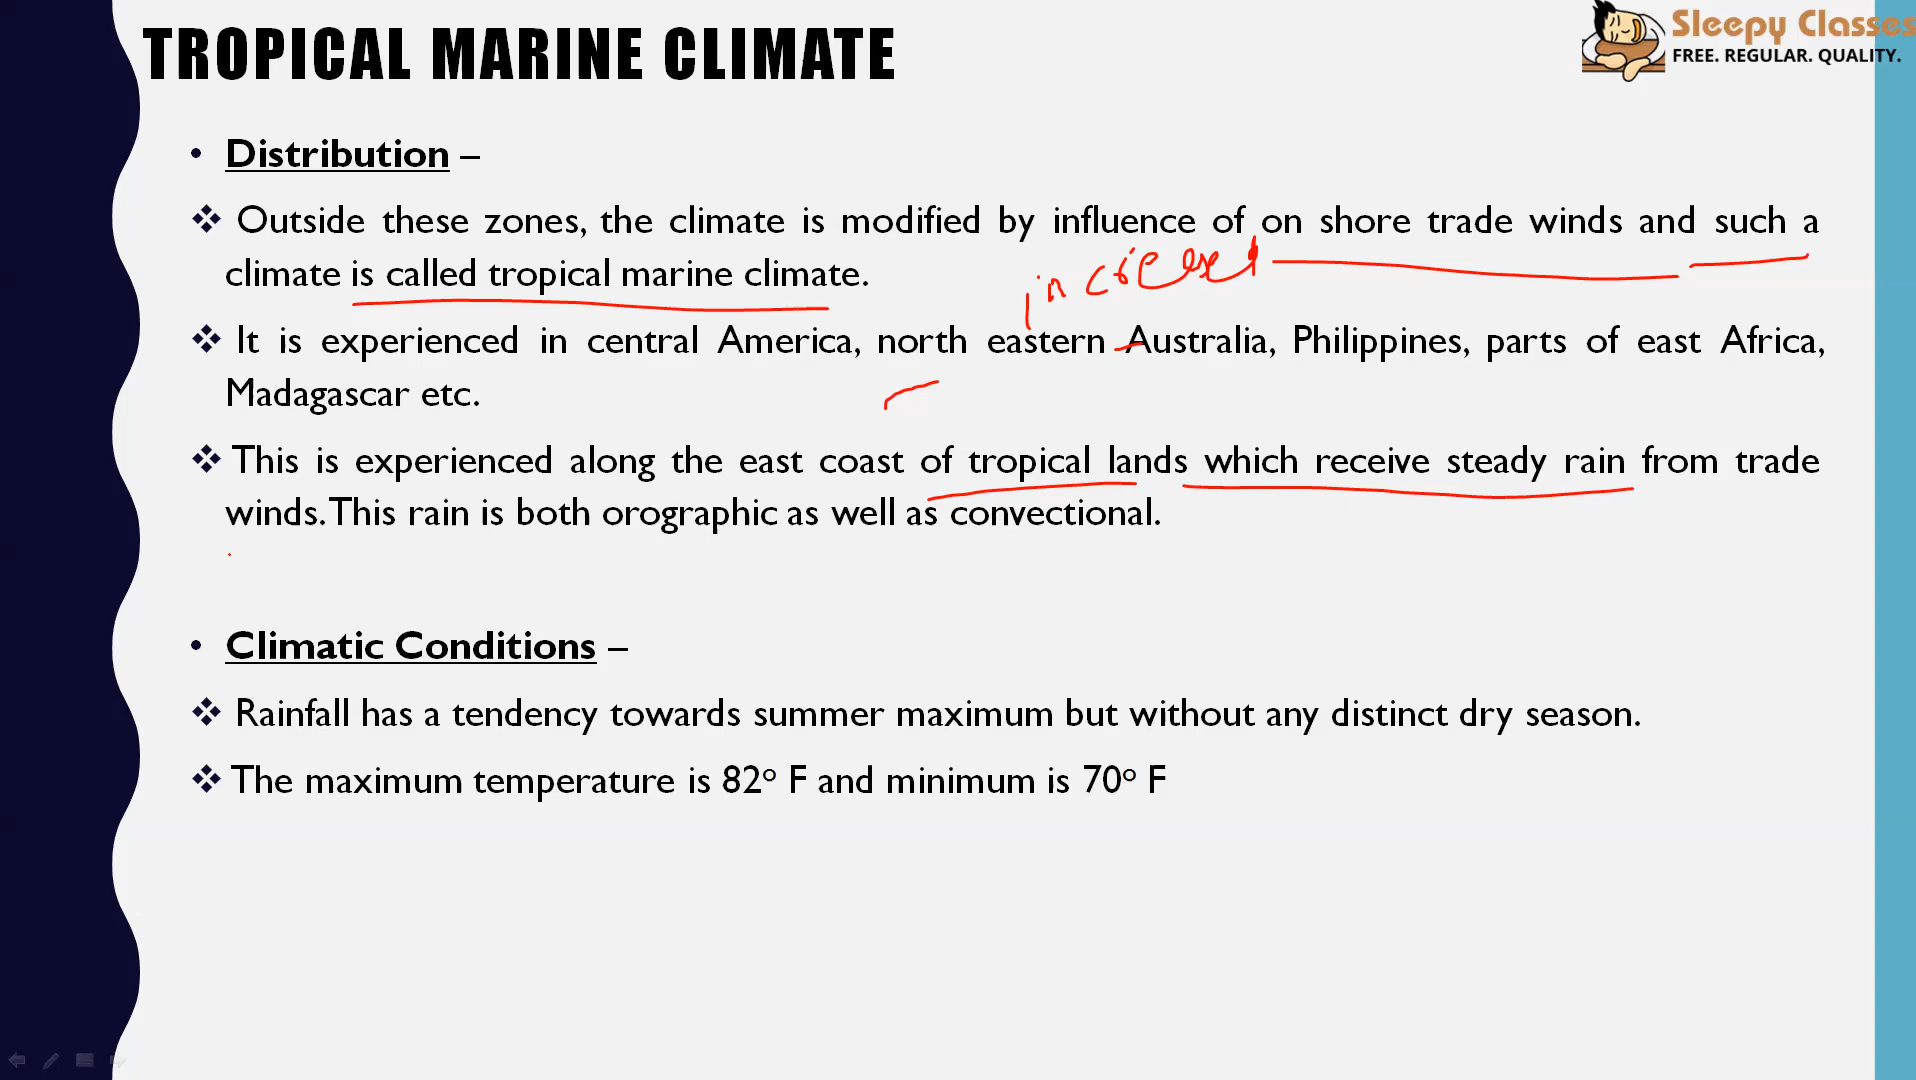 TROPICAL MARINE CLIMATE
Sleepy Classes
FREE. REGULAR. QUALITY.
• Distribution –
❖ Outside these zones, the climate is modified by influence of on shore trade winds and such a
climate is called tropical marine climate.
increased
❖ It is experienced in central America, north eastern Australia, Philippines, parts of east Africa,
Madagascar etc.
❖ This is experienced along the east coast of tropical lands which receive steady rain from trade
winds. This rain is both orographic as well as convectional.
• Climatic Conditions –
❖ Rainfall has a tendency towards summer maximum but without any distinct dry season.
❖ The maximum temperature is 82° F and minimum is 70° F